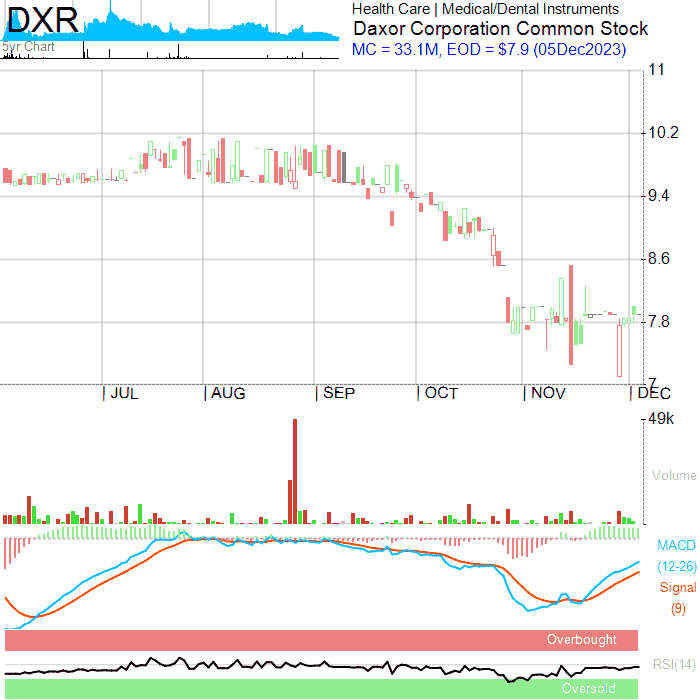 DXR
5yr Chart
Health Care | Medical/Dental Instruments
Daxor Corporation Common Stock
MC = 33.1M, EOD = $7.9 (05Dec2023)
11
10.2
9.4
8.6
7.8
7
JUL AUG SEP OCT NOV DEC
49k
Volume
MACD
(12-26)
Signal
(9)
Overbought
RSI(14)
Oversold